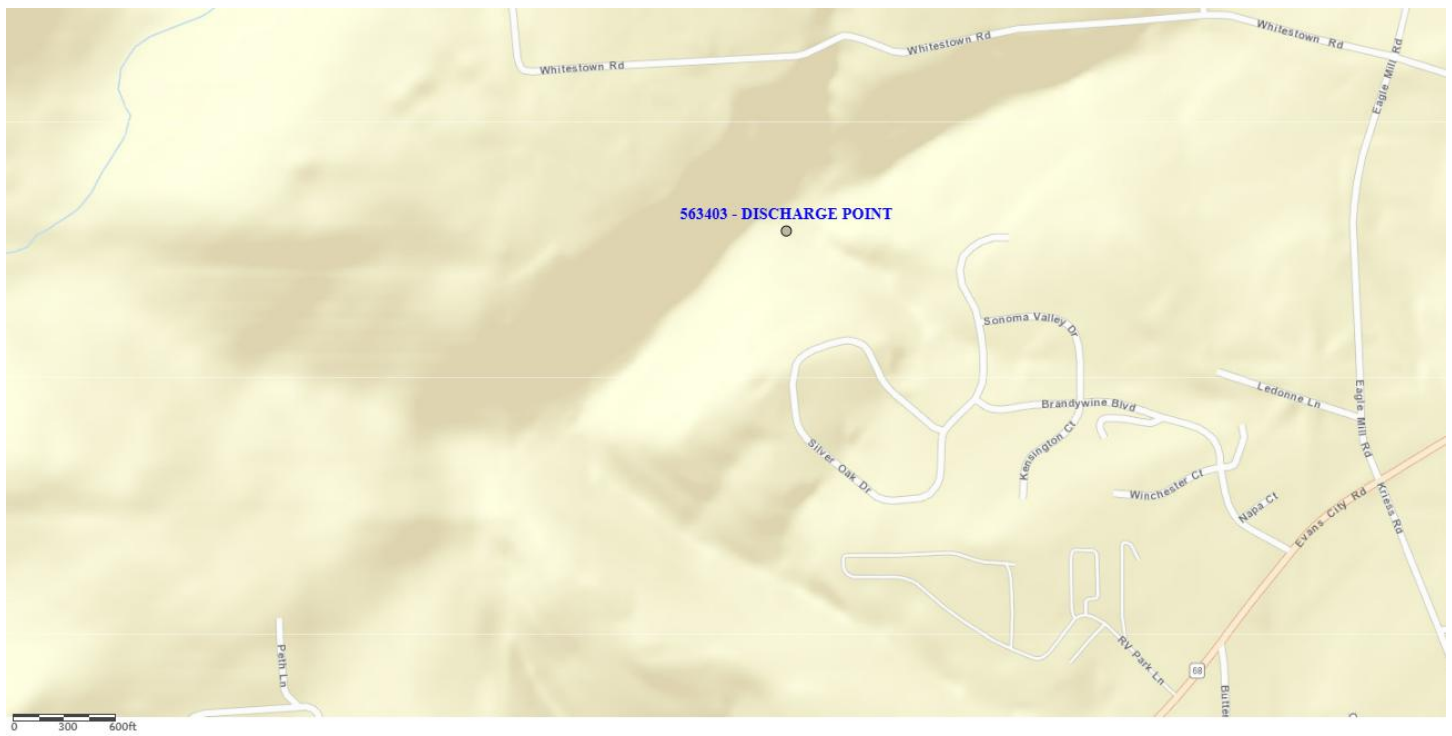 Whitestown Rd
Whitestown Rd
Whitestown Rd
Eagle Mill Rd
563403 - DISCHARGE POINT
Sonoma Valley Dr
Ledonne Ln
Brandywine Blvd
Eagle Mill Rd
Silver Oak Dr
Kensington Ct
Winchester Ct
Napa Ct
Evans City Rd
Kriess Rd
Peth Ln
RV Park Ln
68
Butter
0 300 600ft